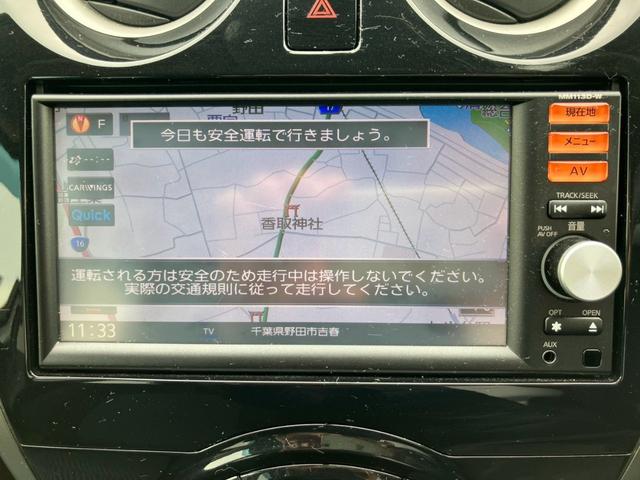 MM113D-W
野田
17
F
今日も安全運転で行きましょう。
--:--
CARWINGS
Quick
香取神社
16
運転される方は安全のため走行中は操作しないでください。
実際の交通規則に従って走行してください。
11:33
TV
千葉県野田市吉春
現在地
メニュー
AV
TRACK/SEEK
PUSH
AV OFF
音量
OPT
OPEN
AUX